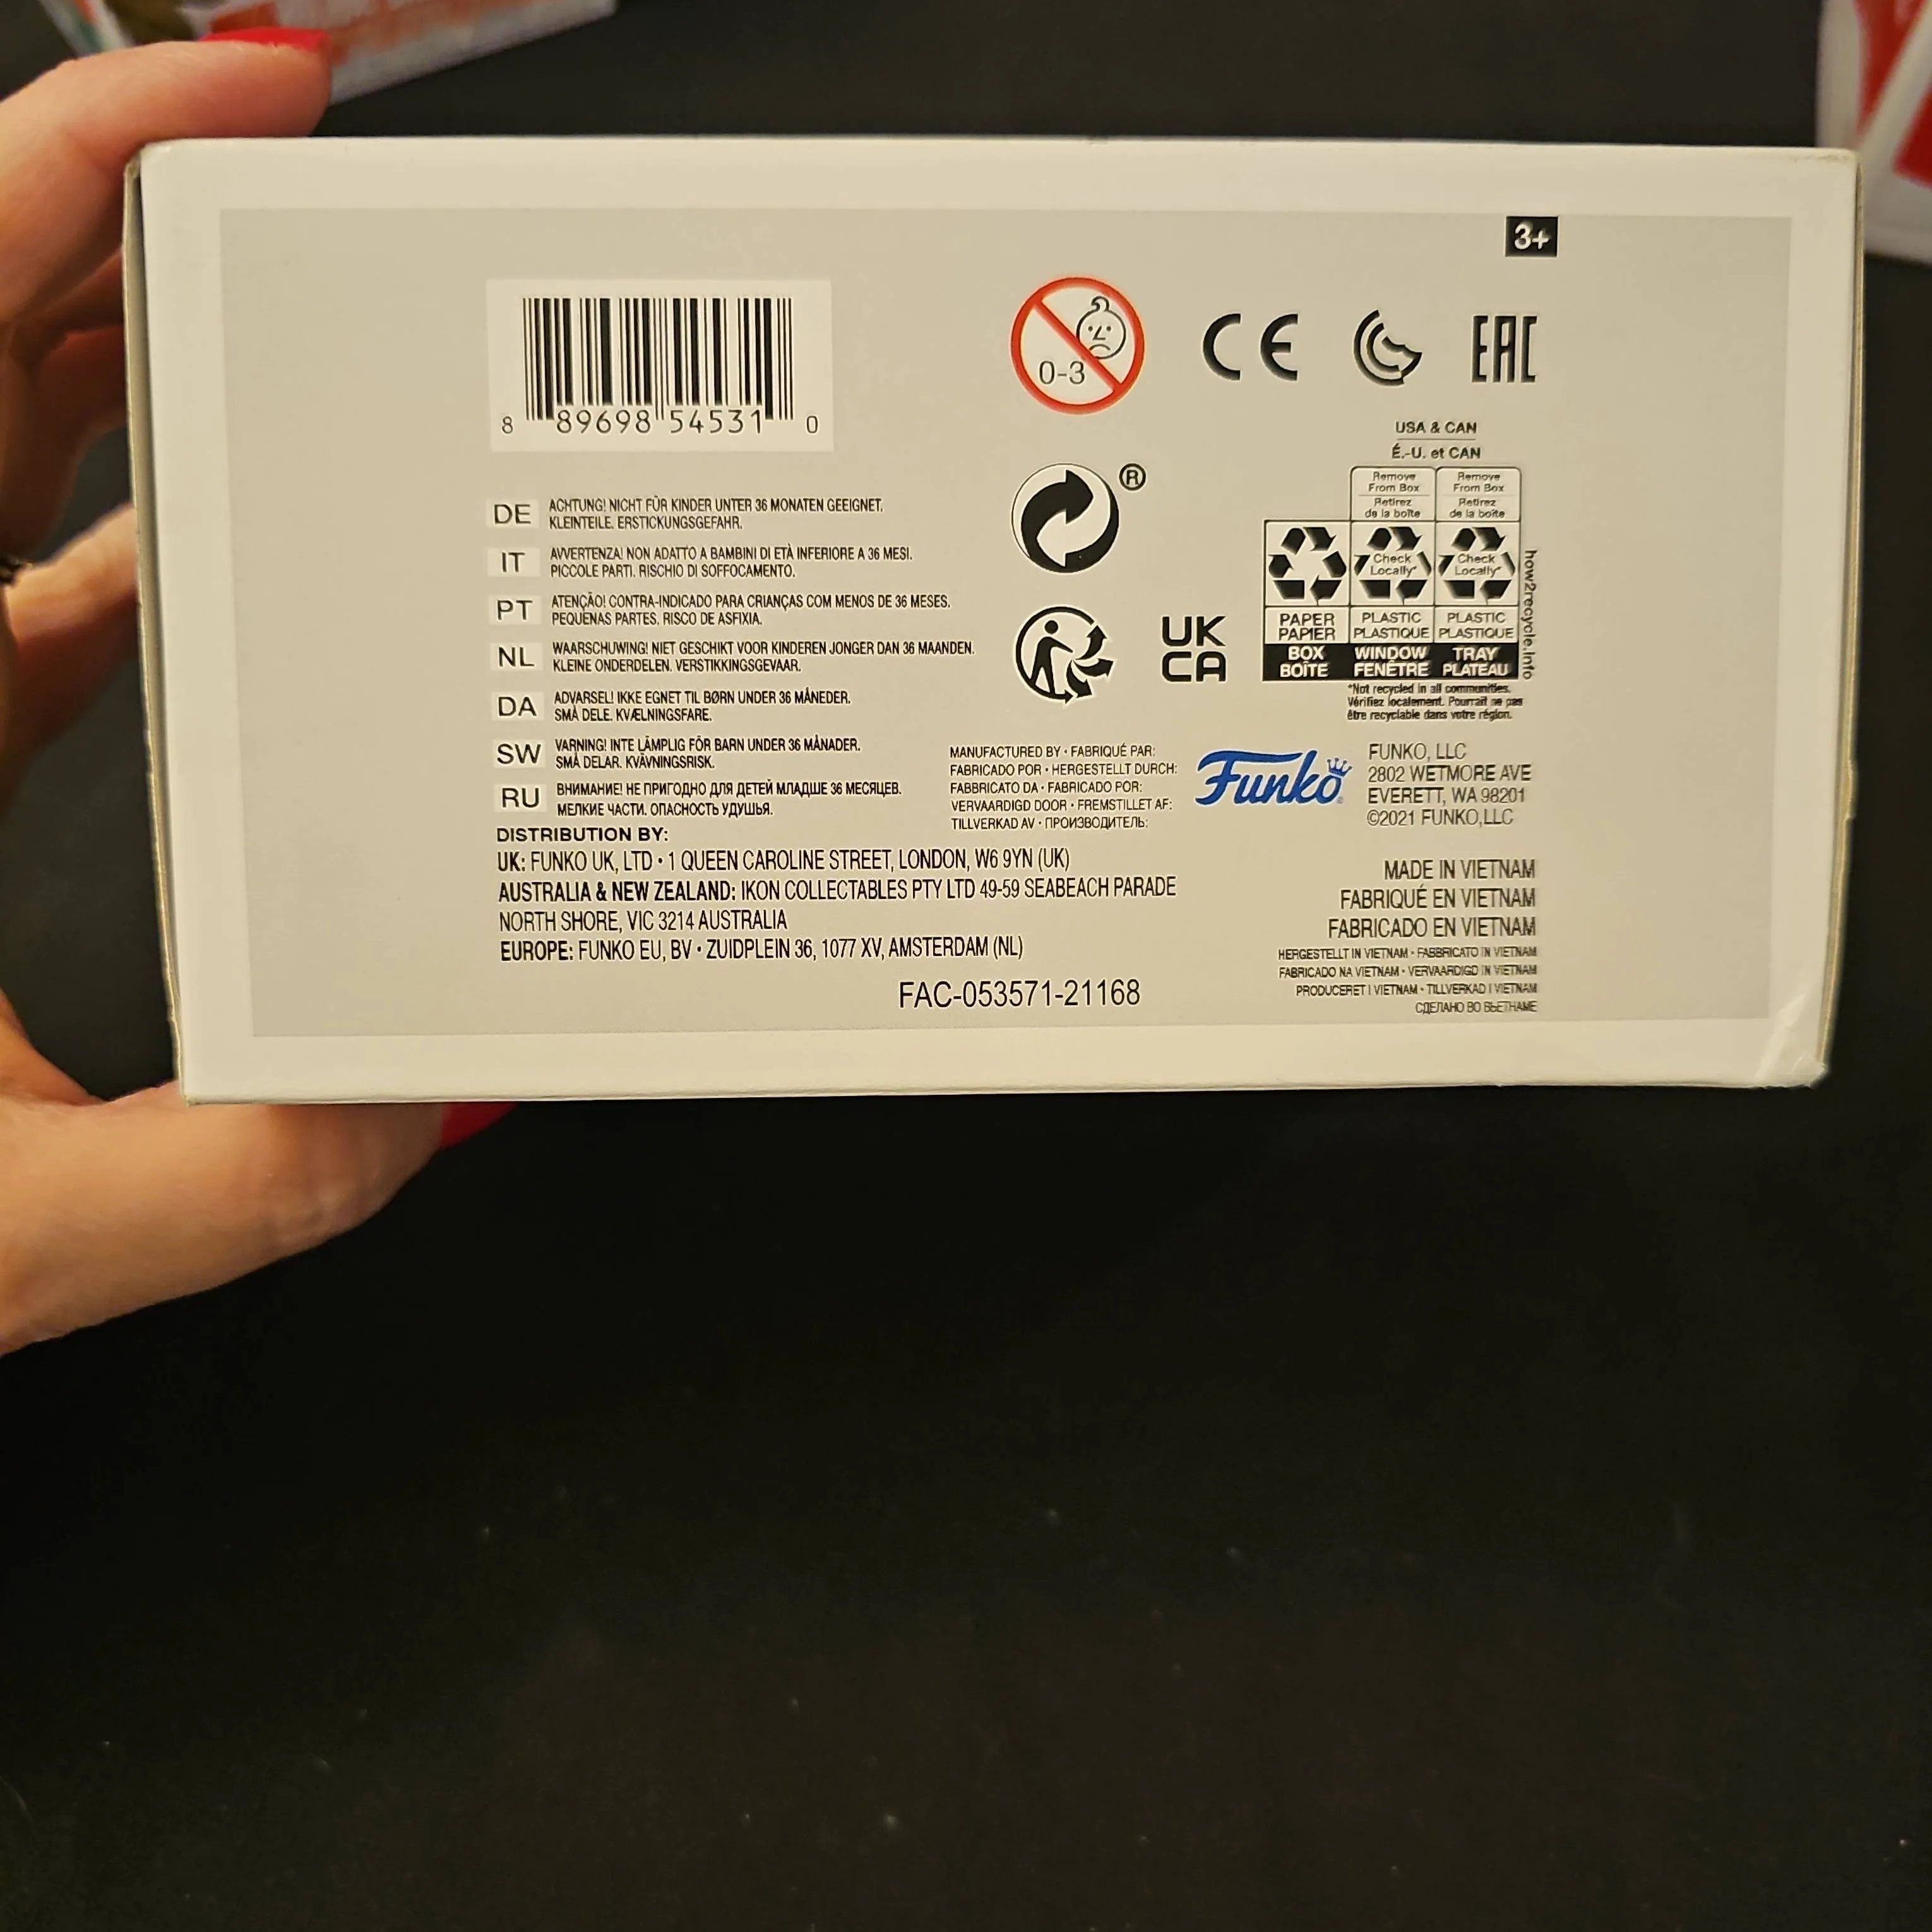 3+
8 89698 54531 0
0-3
CE
EAC
USA & CAN
É.-U. et CAN
Remove From Box
Retirez de la boîte
Remove From Box
Retirez de la boîte
Check Locally*
Check Locally*
PAPER PAPIER
PLASTIC PLASTIQUE
PLASTIC PLASTIQUE
BOX BOÎTE
WINDOW FENÊTRE
TRAY PLATEAU
how2recycle.info
*Not recycled in all communities.
Vérifiez localement. Pourrait ne pas
être recyclable dans votre région.
®
UK
CA
DE ACHTUNG! NICHT FÜR KINDER UNTER 36 MONATEN GEEIGNET.
KLEINTEILE. ERSTICKUNGSGEFAHR.
IT AVVERTENZA! NON ADATTO A BAMBINI DI ETÀ INFERIORE A 36 MESI.
PICCOLE PARTI. RISCHIO DI SOFFOCAMENTO.
PT ATENÇÃO! CONTRA-INDICADO PARA CRIANÇAS COM MENOS DE 36 MESES.
PEQUENAS PARTES. RISCO DE ASFIXIA.
NL WAARSCHUWING! NIET GESCHIKT VOOR KINDEREN JONGER DAN 36 MAANDEN.
KLEINE ONDERDELEN. VERSTIKKINGSGEVAAR.
DA ADVARSEL! IKKE EGNET TIL BØRN UNDER 36 MÅNEDER.
SMÅ DELE. KVÆLNINGSFARE.
SW VARNING! INTE LÄMPLIG FÖR BARN UNDER 36 MÅNADER.
SMÅ DELAR. KVÄVNINGSRISK.
RU ВНИМАНИЕ! НЕ ПРИГОДНО ДЛЯ ДЕТЕЙ МЛАДШЕ 36 МЕСЯЦЕВ.
МЕЛКИЕ ЧАСТИ. ОПАСНОСТЬ УДУШЬЯ.
MANUFACTURED BY • FABRIQUÉ PAR:
FABRICADO POR • HERGESTELLT DURCH:
FABBRICATO DA • FABRICADO POR:
VERVAARDIGD DOOR • FREMSTILLET AF:
TILLVERKAD AV • ПРОИЗВОДИТЕЛЬ:
Funko
FUNKO, LLC
2802 WETMORE AVE
EVERETT, WA 98201
©2021 FUNKO,LLC
DISTRIBUTION BY:
UK: FUNKO UK, LTD • 1 QUEEN CAROLINE STREET, LONDON, W6 9YN (UK)
AUSTRALIA & NEW ZEALAND: IKON COLLECTABLES PTY LTD 49-59 SEABEACH PARADE
NORTH SHORE, VIC 3214 AUSTRALIA
EUROPE: FUNKO EU, BV • ZUIDPLEIN 36, 1077 XV, AMSTERDAM (NL)
MADE IN VIETNAM
FABRIQUÉ EN VIETNAM
FABRICADO EN VIETNAM
HERGESTELLT IN VIETNAM • FABBRICATO IN VIETNAM
FABRICADO NA VIETNAM • VERVAARDIGD IN VIETNAM
PRODUCERET I VIETNAM • TILLVERKAD I VIETNAM
СДЕЛАНО ВО ВЬЕТНАМЕ
FAC-053571-21168